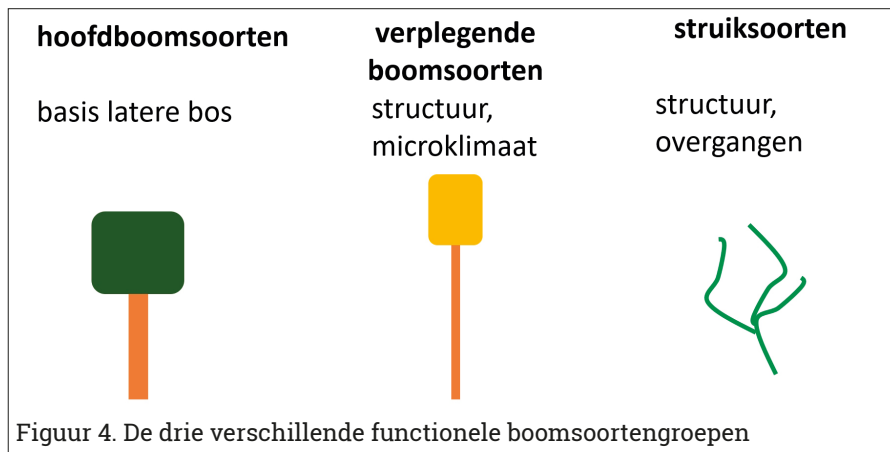 hoofdboomsoorten
basis latere bos
verplegende
boomsoorten
structuur,
microklimaat
struiksoorten
structuur,
overgangen
Figuur 4. De drie verschillende functionele boomsoortengroepen